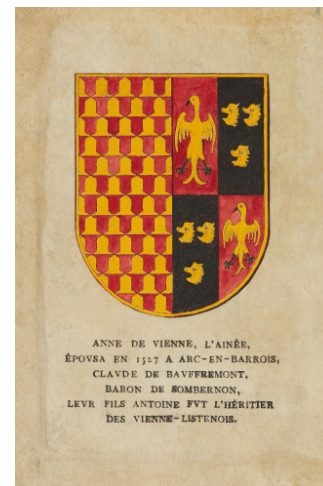 ANNE DE VIENNE, L'AINÉE,
ÉPOVSA EN 1527 A ARC-EN-BARROIS,
CLAVDE DE BAVFFREMONT,
BARON DE SOMBERNON,
LEVR FILS ANTOINE FVT L'HÉRITIER
DES VIENNE-LISTENOIS.